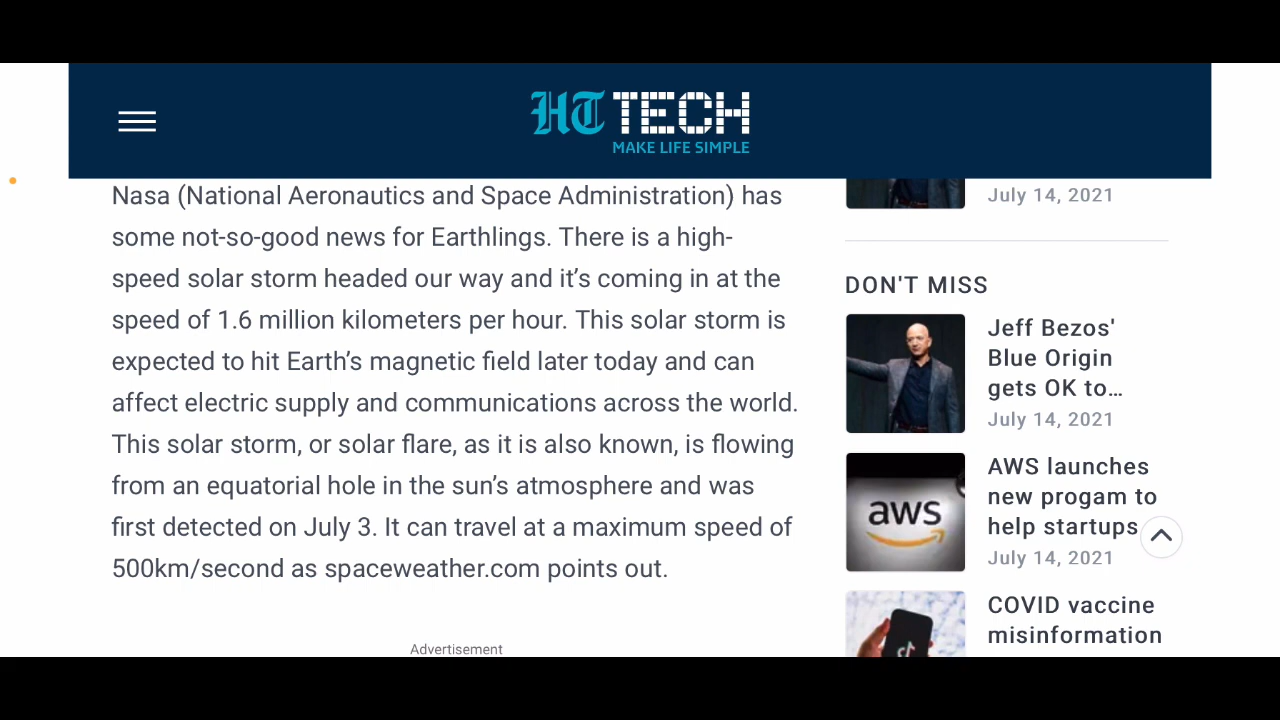 HT TECH
MAKE LIFE SIMPLE
Nasa (National Aeronautics and Space Administration) has
some not-so-good news for Earthlings. There is a high-
speed solar storm headed our way and it’s coming in at the
speed of 1.6 million kilometers per hour. This solar storm is
expected to hit Earth’s magnetic field later today and can
affect electric supply and communications across the world.
This solar storm, or solar flare, as it is also known, is flowing
from an equatorial hole in the sun’s atmosphere and was
first detected on July 3. It can travel at a maximum speed of
500km/second as spaceweather.com points out.
Advertisement
July 14, 2021
DON'T MISS
Jeff Bezos'
Blue Origin
gets OK to…
July 14, 2021
aws
AWS launches
new progam to
help startups
July 14, 2021
COVID vaccine
misinformation